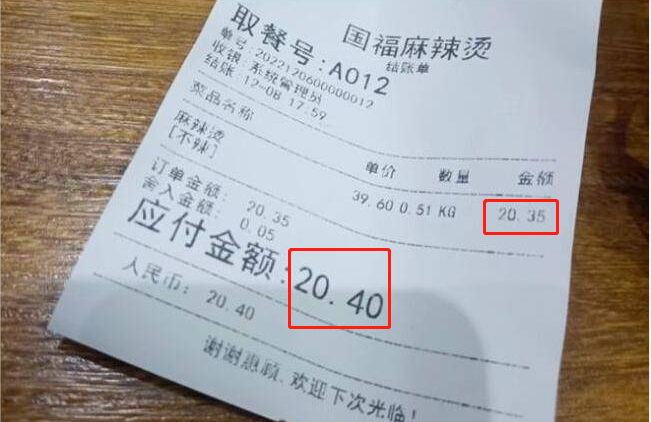 国福麻辣烫
结账单
取餐号:A012
单号:2022120600000012
收银:系统管理员
结账:12-08 17:59
菜品名称
单价 数量 金额
麻辣烫
[不辣]
39.60 0.51 KG 20.35
订单金额: 20.35
舍入金额: 0.05
应付金额:20.40
人民币: 20.40
谢谢惠顾,欢迎下次光临!